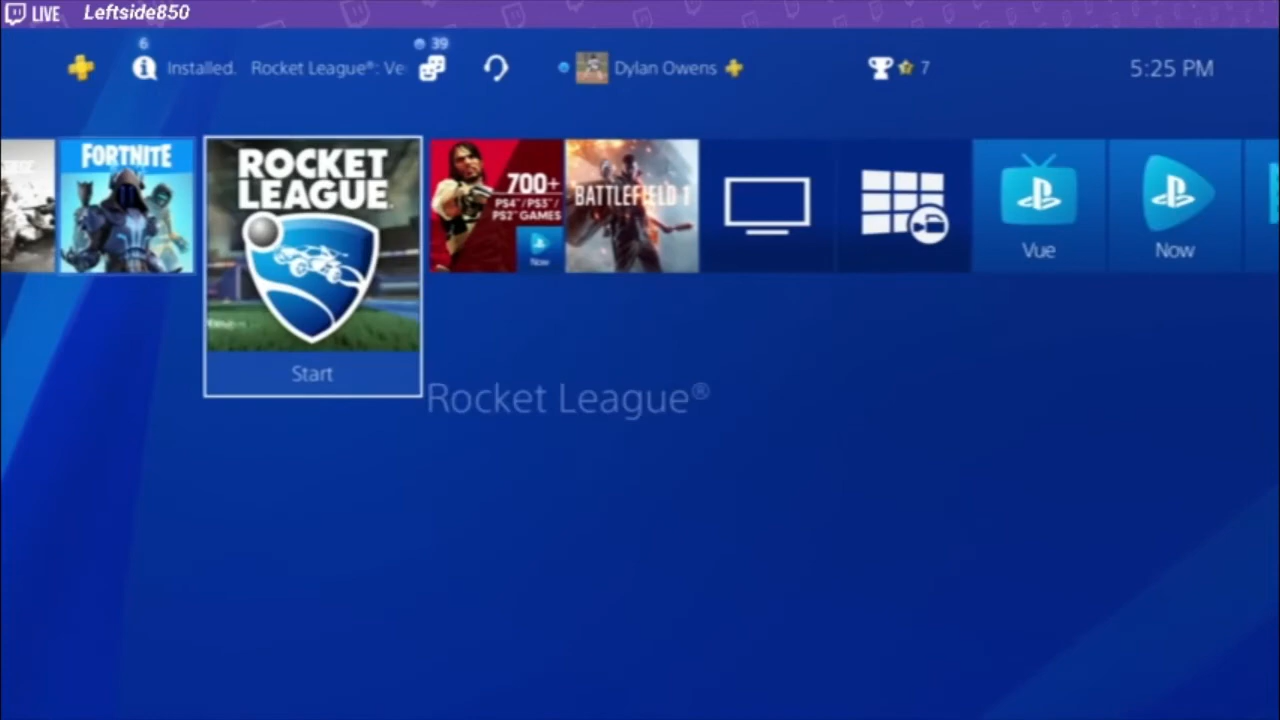 LIVE Leftside850
6
39
Installed. Rocket League®: Ve
Dylan Owens
7
5:25 PM
FORTNITE
ROCKET
LEAGUE
700+
PS4™/PS3™/
PS2™ GAMES
Now
BATTLEFIELD 1
Vue
Now
Start
Rocket League®